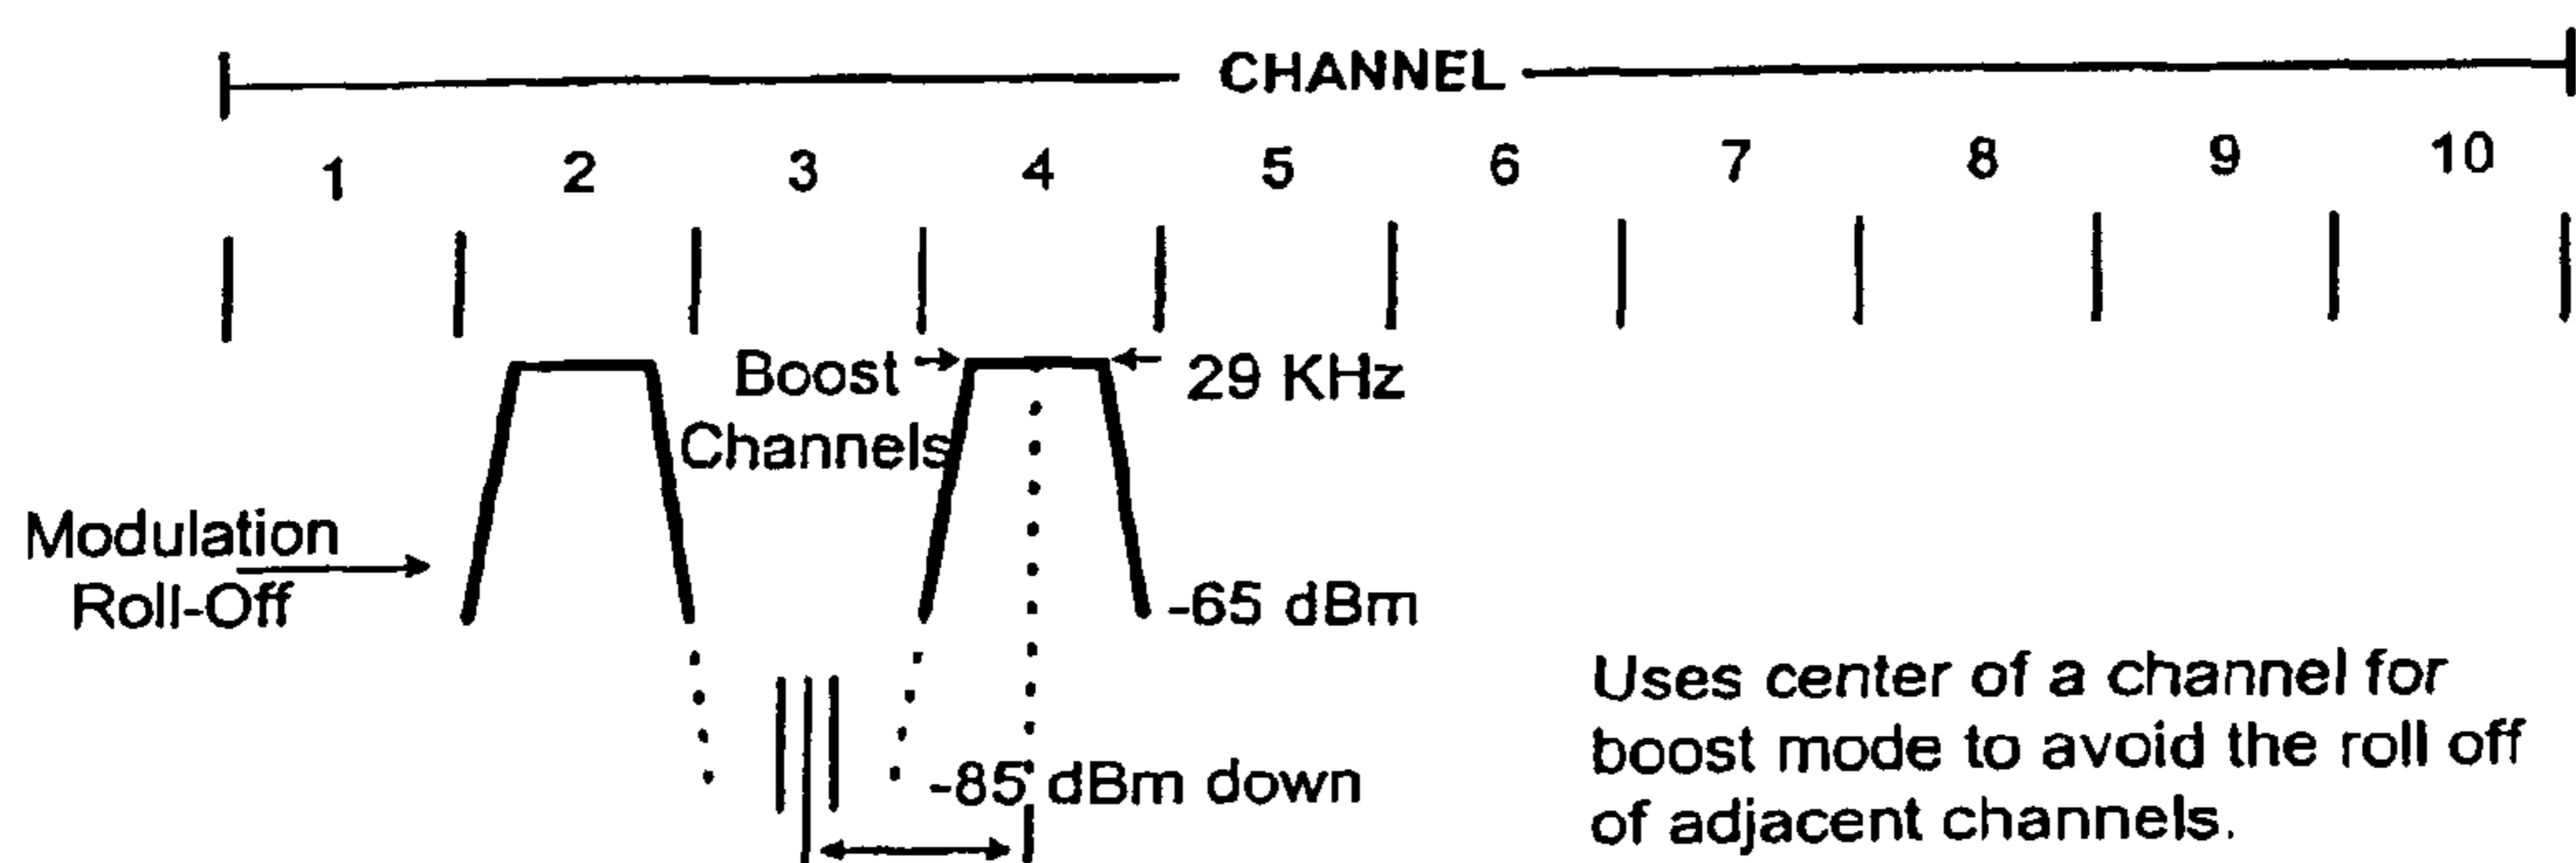 CHANNEL
1 2 3 4 5 6 7 8 9 10
Boost
Channels
29 KHz
Modulation
Roll-Off
-65 dBm
-85 dBm down
Uses center of a channel for
boost mode to avoid the roll off
of adjacent channels.